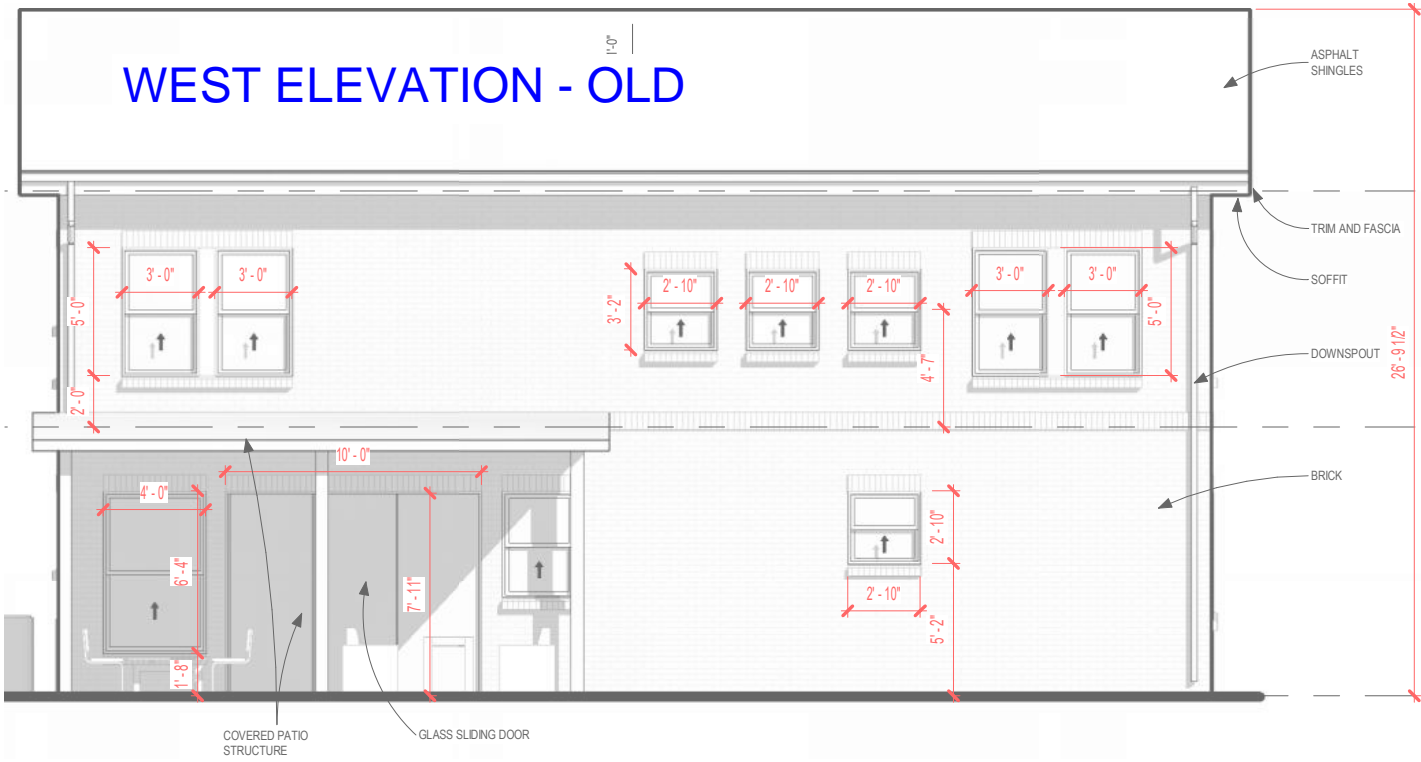 1'-0"
WEST ELEVATION - OLD
ASPHALT
SHINGLES
TRIM AND FASCIA
SOFFIT
3' - 0"
3' - 0"
2' - 10"
2' - 10"
2' - 10"
3' - 0"
3' - 0"
5' - 0"
3' - 2"
5' - 0"
26' - 9 1/2"
DOWNSPOUT
4' - 7"
2' - 0"
10' - 0"
BRICK
4' - 0"
2' - 10"
6' - 4"
7' - 11"
2' - 10"
5' - 2"
1' - 8"
COVERED PATIO
STRUCTURE
GLASS SLIDING DOOR